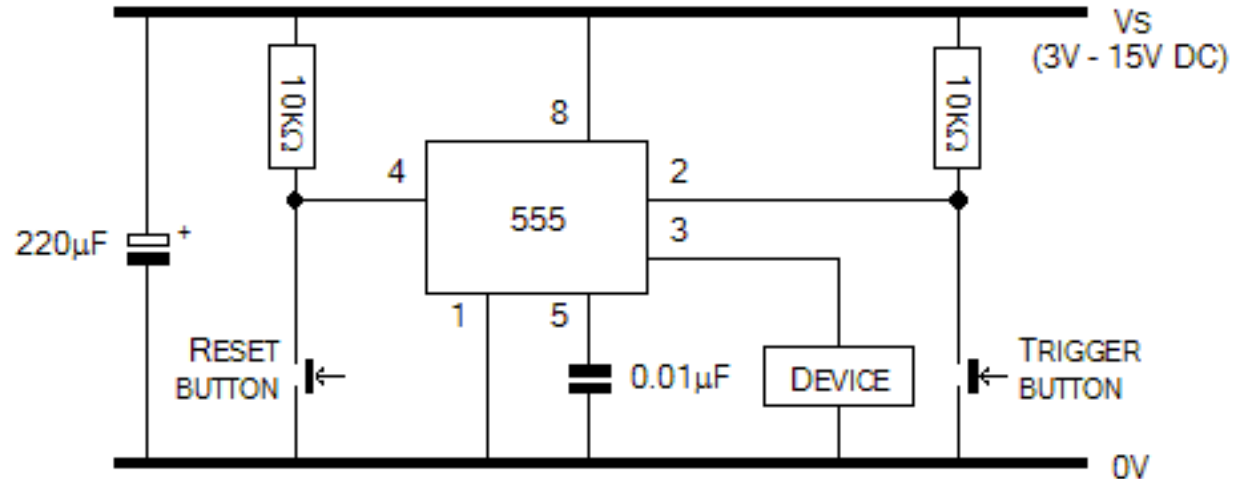 VS
(3V - 15V DC)
10KΩ
10KΩ
8
4
2
555
3
220µF
+
1
5
RESET
BUTTON
0.01µF
DEVICE
TRIGGER
BUTTON
0V